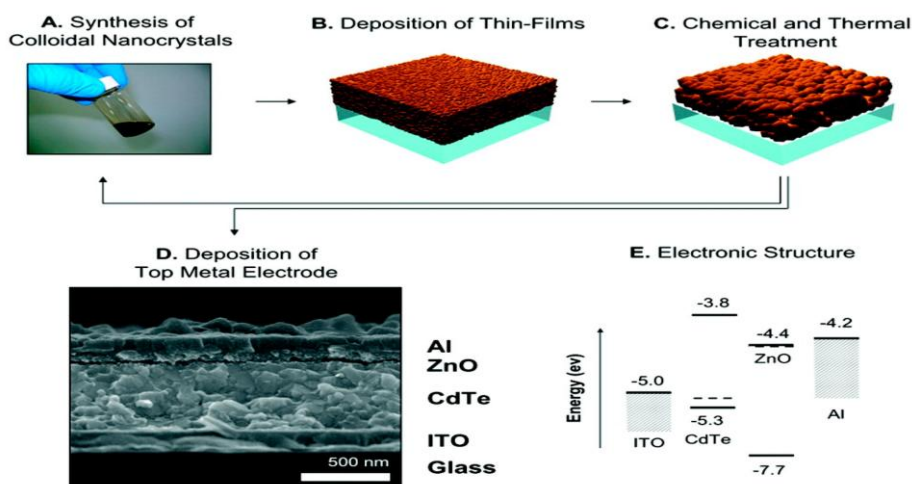 A. Synthesis of
Colloidal Nanocrystals
B. Deposition of Thin-Films
C. Chemical and Thermal
Treatment
D. Deposition of
Top Metal Electrode
Al
ZnO
CdTe
ITO
Glass
500 nm
E. Electronic Structure
Energy (ev)
-3.8
-4.4
ZnO
-4.2
Al
-5.0
ITO
-5.3
CdTe
-7.7